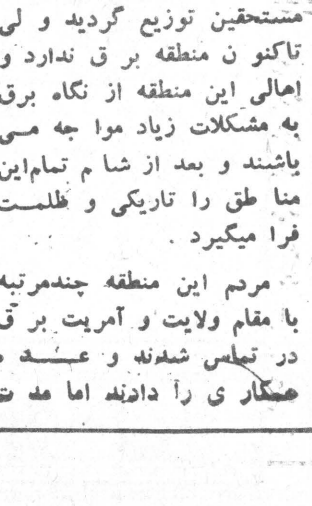 مستحقین توزیع گردید و لی
تاکنو ن منطقه بر ق ندارد و
اهالی این منطقه از نگاه برق
به مشکلات زیاد موا جه مـی
باشند و بعد از شا م تمام‌این
منا طق را تاریکی و ظلمـت
فرا میگیرد .
مردم این منطقه چندمرتبه
با مقام ولایت و آمریت بر ق
در تماس شدند و عـــد ه
همکار ی را دادند اما مد ت